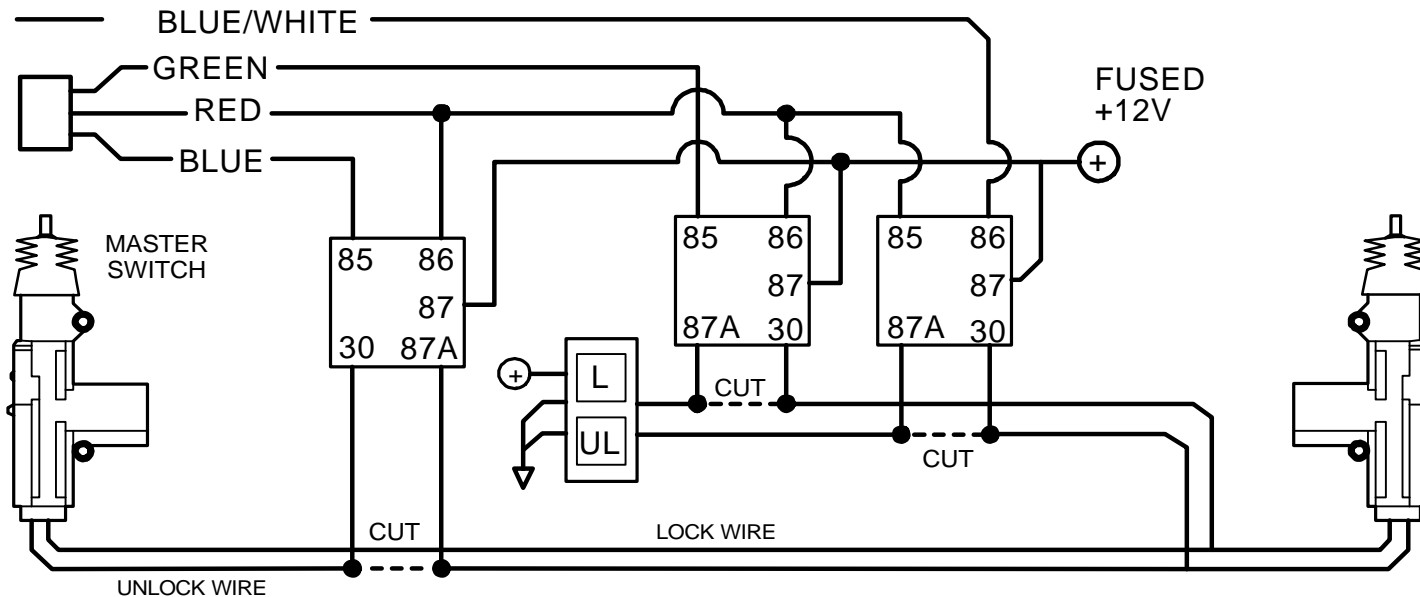 BLUE/WHITE
GREEN
RED
BLUE
FUSED
+12V
+
MASTER
SWITCH
85 86
87
30 87A
85 86
87
87A 30
85 86
87
87A 30
+
L
UL
CUT
CUT
CUT
LOCK WIRE
UNLOCK WIRE